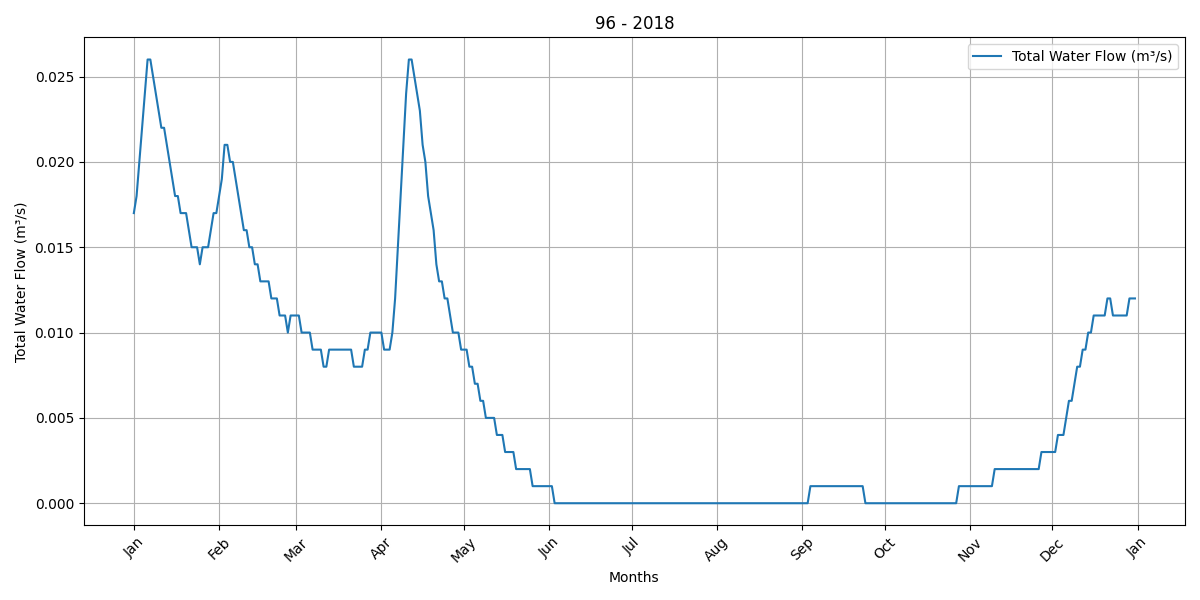 96 - 2018
Total Water Flow (m³/s)
Total Water Flow (m³/s)
0.025
0.020
0.015
0.010
0.005
0.000
Jan
Feb
Mar
Apr
May
Jun
Jul
Aug
Sep
Oct
Nov
Dec
Jan
Months